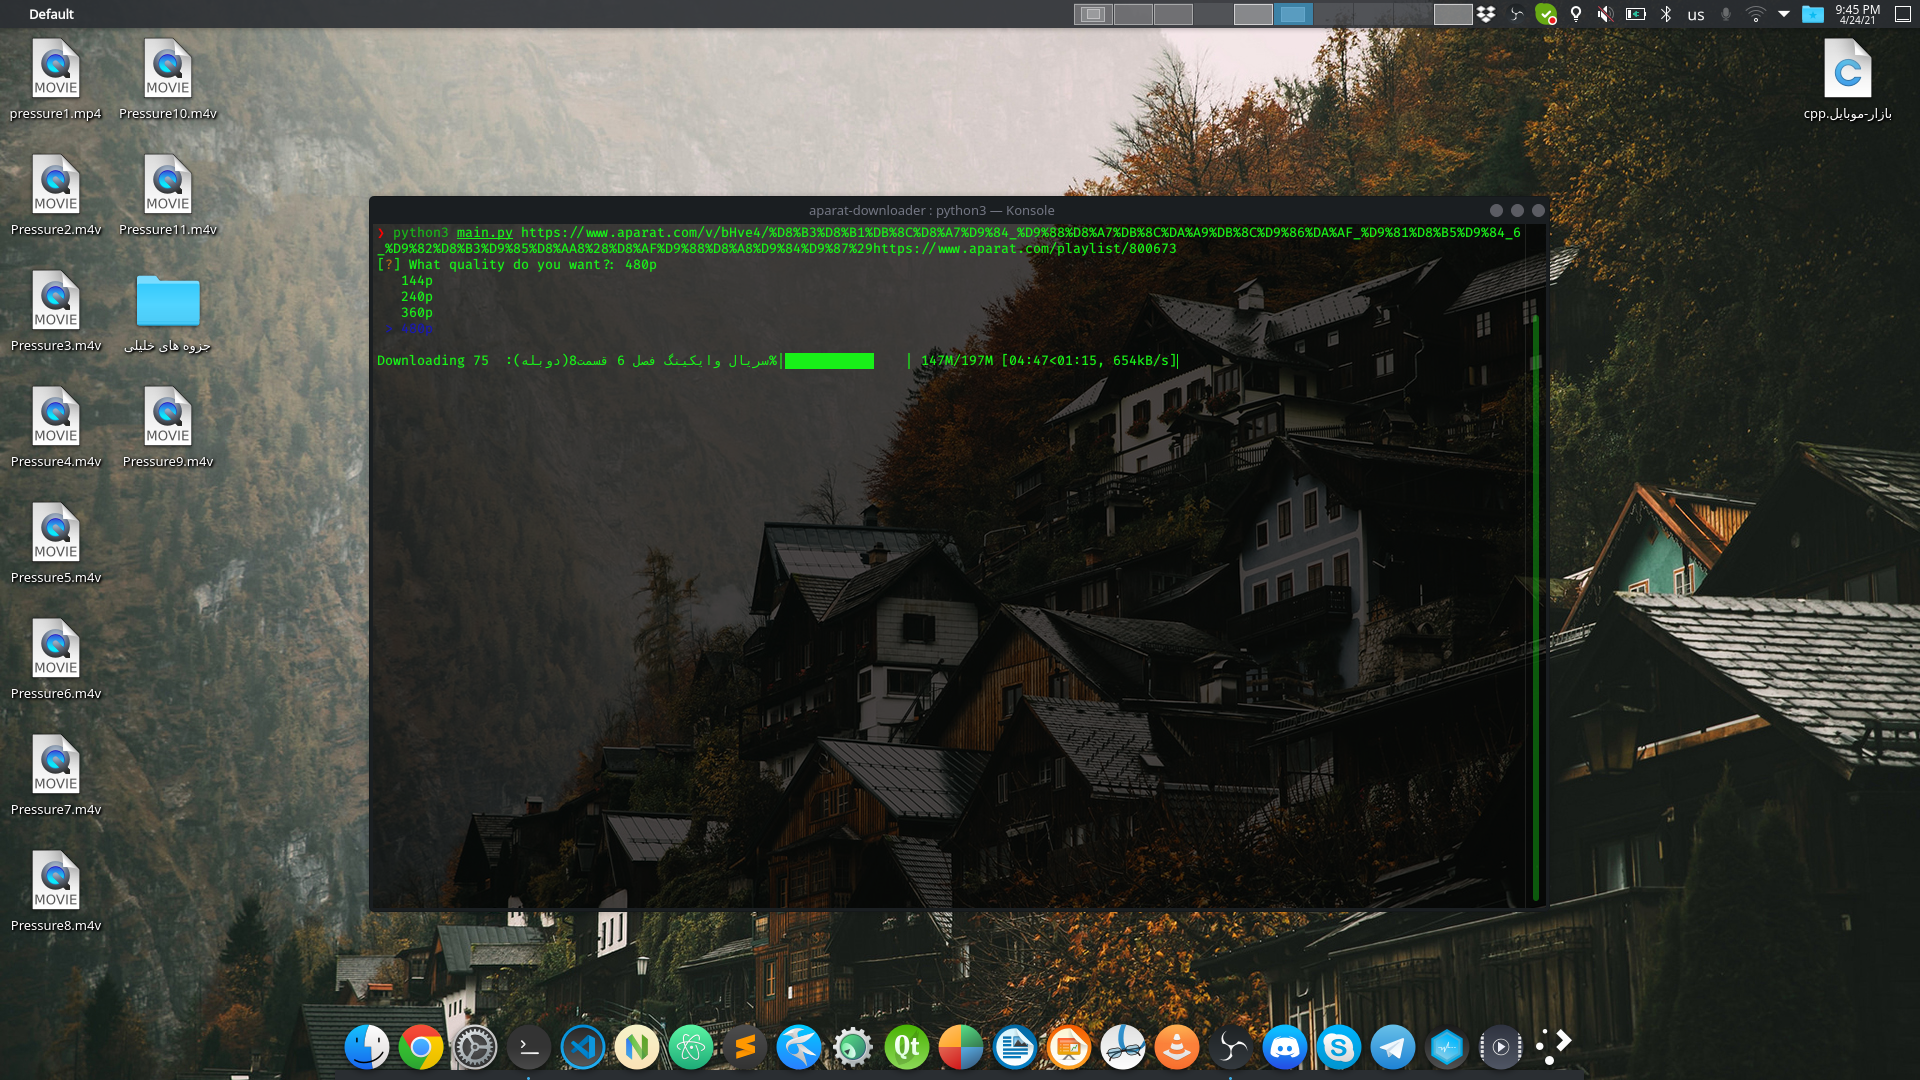 Default
us
9:45 PM
4/24/21
MOVIE
pressure1.mp4
MOVIE
Pressure10.m4v
C
بازار-موبایل.cpp
MOVIE
Pressure2.m4v
MOVIE
Pressure11.m4v
MOVIE
Pressure3.m4v
جزوه های خلیلی
MOVIE
Pressure4.m4v
MOVIE
Pressure9.m4v
MOVIE
Pressure5.m4v
MOVIE
Pressure6.m4v
MOVIE
Pressure7.m4v
MOVIE
Pressure8.m4v
aparat-downloader : python3 — Konsole
❯ python3 main.py https://www.aparat.com/v/bHve4/%D8%B3%D8%B1%DB%8C%D8%A7%D9%84_%D9%88%D8%A7%DB%8C%DA%A9%DB%8C%D9%86%DA%AF_%D9%81%D8%B5%D9%84_6
_%D9%82%D8%B3%D9%85%D8%AA8%28%D8%AF%D9%88%D8%A8%D9%84%D9%87%29https://www.aparat.com/playlist/800673
[?] What quality do you want?: 480p
144p
240p
360p
> 480p
Downloading 75 :سریال وایکینگ فصل 6 قسمت8(دوبله)%| | 147M/197M [04:47<01:15, 654kB/s]
Qt